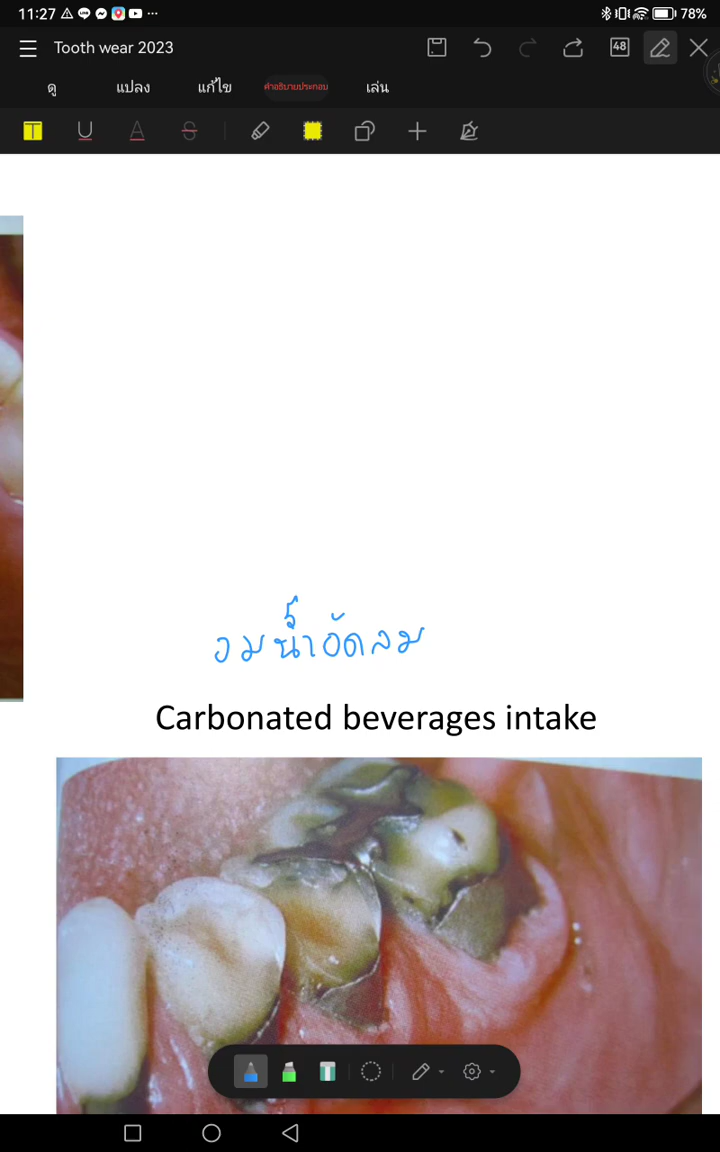 11:27
78%
Tooth wear 2023
48
ดู แปลง แก้ไข คำอธิบายประกอบ เล่น
T U A S
อมน้ำอัดลม
Carbonated beverages intake